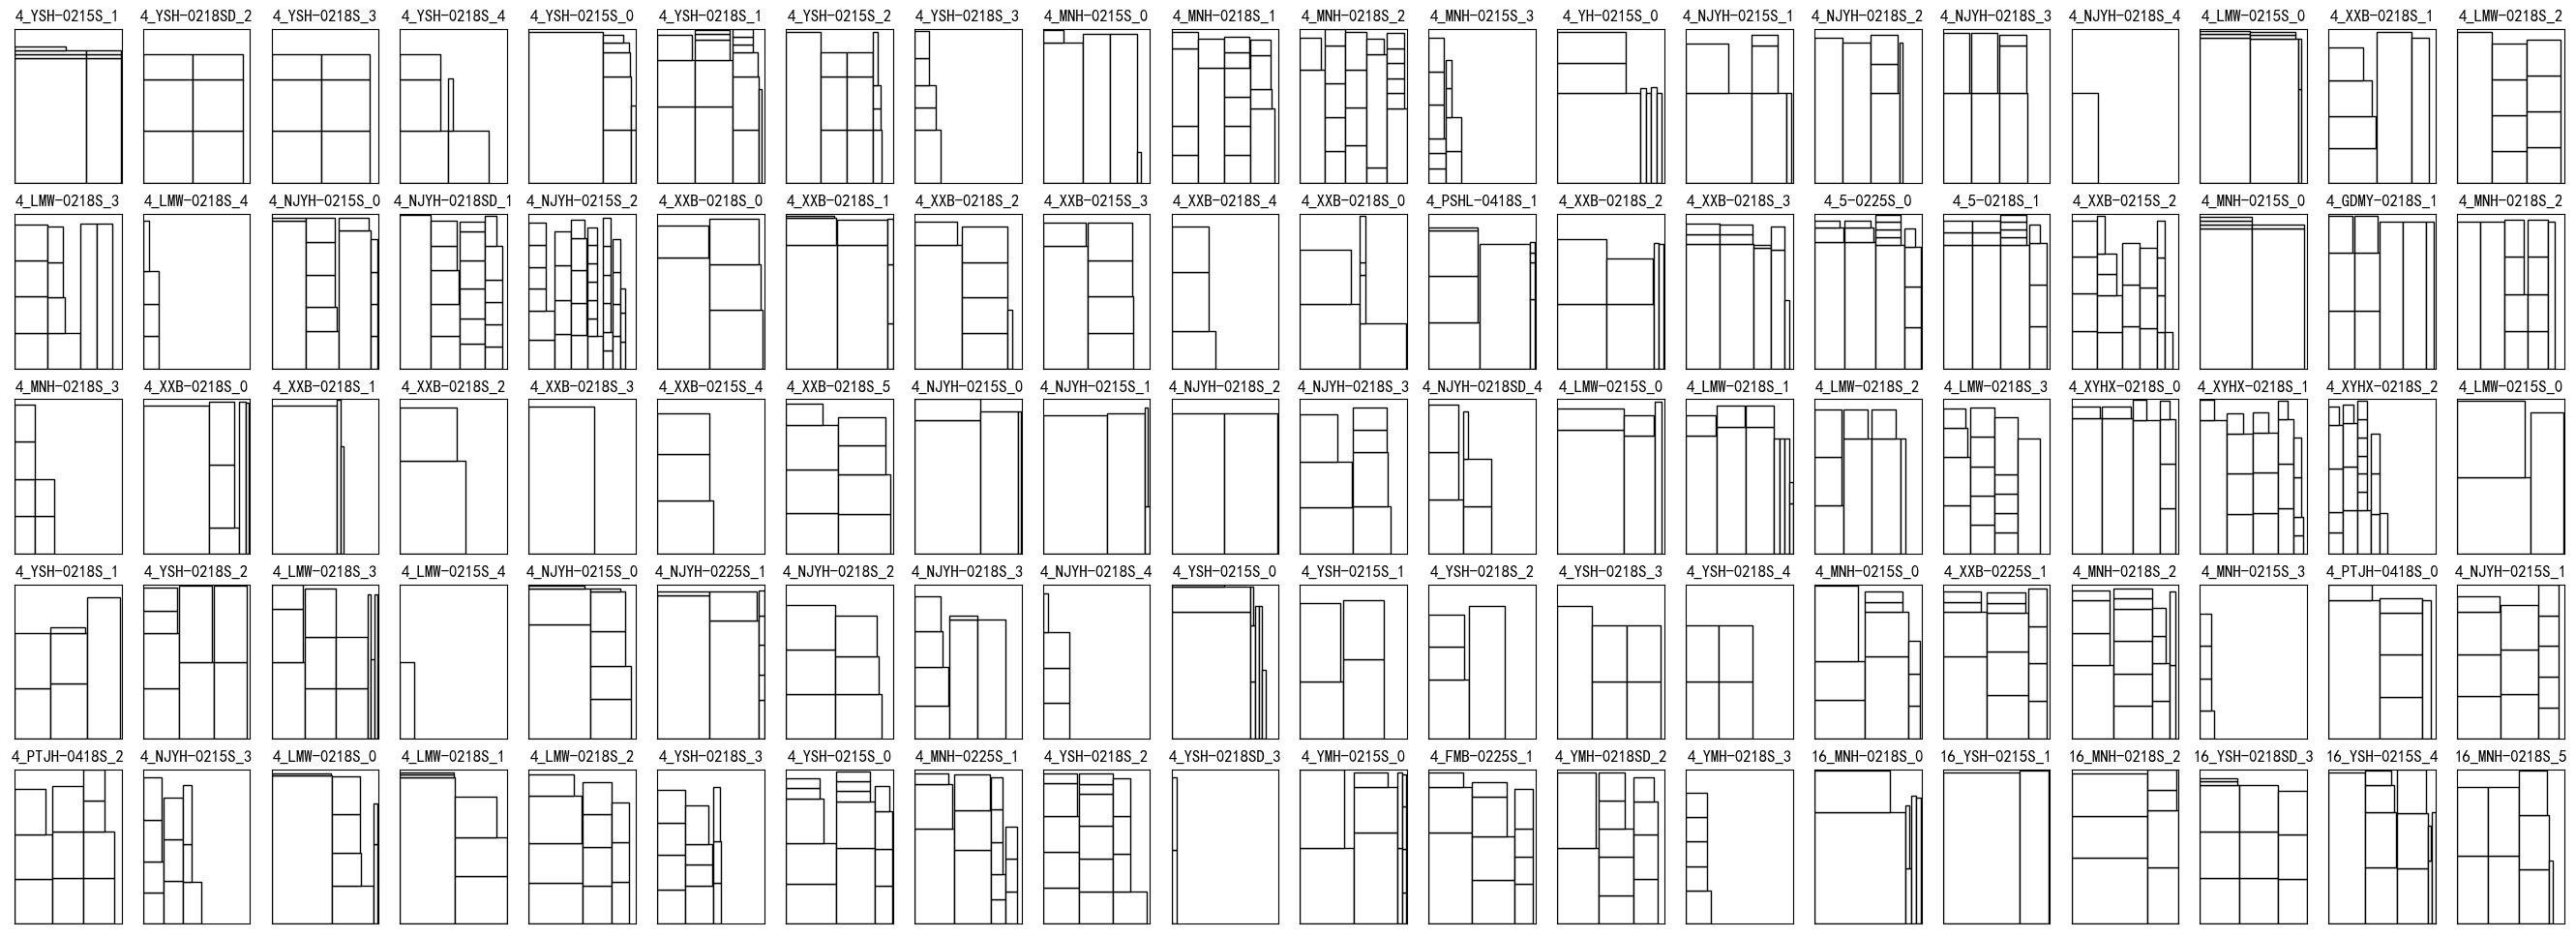 4_YSH-0215S_1 4_YSH-0218SD_2 4_YSH-0218S_3 4_YSH-0218S_4 4_YSH-0215S_0 4_YSH-0218S_1 4_YSH-0215S_2 4_YSH-0218S_3 4_MNH-0215S_0 4_MNH-0218S_1 4_MNH-0218S_2 4_MNH-0215S_3 4_YH-0215S_0 4_NJYH-0215S_1 4_NJYH-0218S_2 4_NJYH-0218S_3 4_NJYH-0218S_4 4_LMW-0215S_0 4_XXB-0218S_1 4_LMW-0218S_2
4_LMW-0218S_3 4_LMW-0218S_4 4_NJYH-0215S_0 4_NJYH-0218SD_1 4_NJYH-0215S_2 4_XXB-0218S_0 4_XXB-0218S_1 4_XXB-0218S_2 4_XXB-0215S_3 4_XXB-0218S_4 4_XXB-0218S_0 4_PSHL-0418S_1 4_XXB-0218S_2 4_XXB-0218S_3 4_5-0225S_0 4_5-0218S_1 4_XXB-0215S_2 4_MNH-0215S_0 4_GDMY-0218S_1 4_MNH-0218S_2
4_MNH-0218S_3 4_XXB-0218S_0 4_XXB-0218S_1 4_XXB-0218S_2 4_XXB-0218S_3 4_XXB-0215S_4 4_XXB-0218S_5 4_NJYH-0215S_0 4_NJYH-0215S_1 4_NJYH-0218S_2 4_NJYH-0218S_3 4_NJYH-0218SD_4 4_LMW-0215S_0 4_LMW-0218S_1 4_LMW-0218S_2 4_LMW-0218S_3 4_XYHX-0218S_0 4_XYHX-0218S_1 4_XYHX-0218S_2 4_LMW-0215S_0
4_YSH-0218S_1 4_YSH-0218S_2 4_LMW-0218S_3 4_LMW-0215S_4 4_NJYH-0215S_0 4_NJYH-0225S_1 4_NJYH-0218S_2 4_NJYH-0218S_3 4_NJYH-0218S_4 4_YSH-0215S_0 4_YSH-0215S_1 4_YSH-0218S_2 4_YSH-0218S_3 4_YSH-0218S_4 4_MNH-0215S_0 4_XXB-0225S_1 4_MNH-0218S_2 4_MNH-0215S_3 4_PTJH-0418S_0 4_NJYH-0215S_1
4_PTJH-0418S_2 4_NJYH-0215S_3 4_LMW-0218S_0 4_LMW-0218S_1 4_LMW-0218S_2 4_YSH-0218S_3 4_YSH-0215S_0 4_MNH-0225S_1 4_YSH-0218S_2 4_YSH-0218SD_3 4_YMH-0215S_0 4_FMB-0225S_1 4_YMH-0218SD_2 4_YMH-0218S_3 16_MNH-0218S_0 16_YSH-0215S_1 16_MNH-0218S_2 16_YSH-0218SD_3 16_YSH-0215S_4 16_MNH-0218S_5